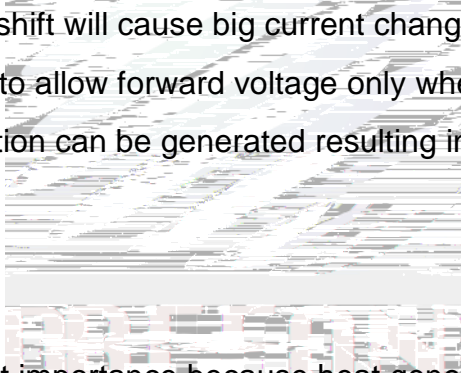 shift will cause big current chang
to allow forward voltage only whe
tion can be generated resulting in
importance because heat gene